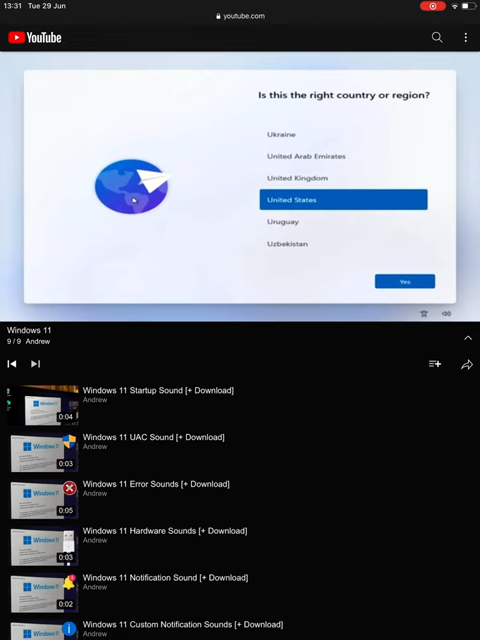 13:31 Tue 29 Jun
youtube.com
YouTube
Is this the right country or region?
Ukraine
United Arab Emirates
United Kingdom
United States
Uruguay
Uzbekistan
Yes
Windows 11
9 / 9 Andrew
Windows 11 Startup Sound [+ Download]
Andrew
0:04
Windows 11 UAC Sound [+ Download]
Andrew
0:03
Windows 11 Error Sounds [+ Download]
Andrew
0:05
Windows 11 Hardware Sounds [+ Download]
Andrew
0:03
Windows 11 Notification Sound [+ Download]
Andrew
0:02
Windows 11 Custom Notification Sounds [+ Download]
Andrew